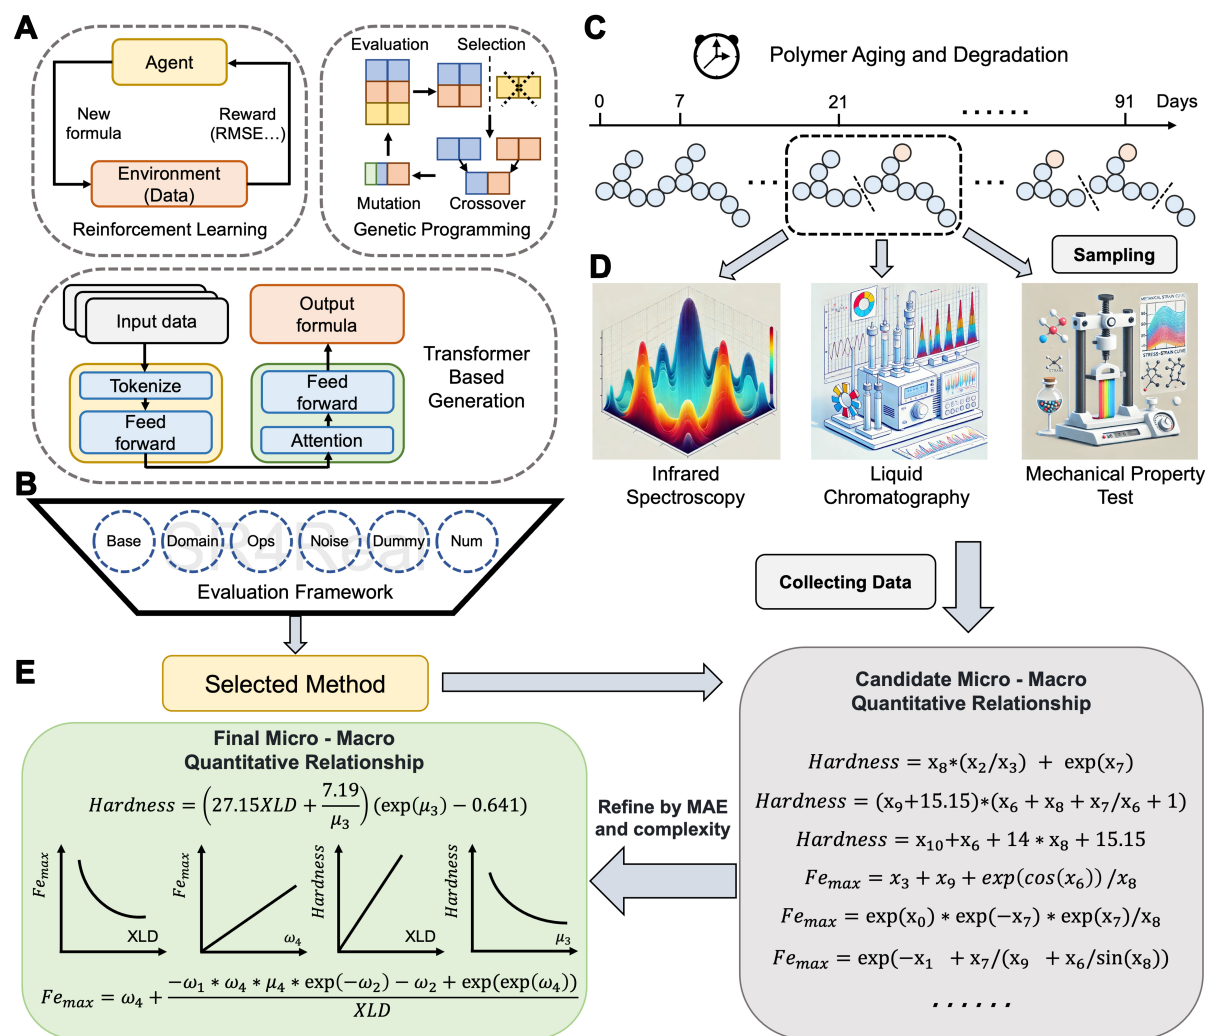 A
Agent
New
formula
Reward
(RMSE...)
Environment
(Data)
Reinforcement Learning
Evaluation
Selection
Mutation
Crossover
Genetic Programming
Input data
Tokenize
Feed
forward
Output
formula
Feed
forward
Attention
Transformer
Based
Generation
B
SR4Real
Base Domain Ops Noise Dummy Num
Evaluation Framework
C
Polymer Aging and Degradation
0 7 21 ....... 91 Days
Sampling
D
MECHANICAL STRAIN CLIVE
STRESS-STRAIN CLIVE
Infrared
Spectroscopy
Liquid
Chromatography
Mechanical Property
Test
Collecting Data
E
Selected Method
Candidate Micro - Macro
Quantitative Relationship
Hardness = x₈*(x₂/x₃) + exp(x₇)
Hardness = (x₉+15.15)*(x₆ + x₈ + x₇/x₆ + 1)
Hardness = x₁₀+x₆ + 14 * x₈ + 15.15
Fe_max = x₃ + x₉ + exp(cos(x₆))/x₈
Fe_max = exp(x₀) * exp(−x₇) * exp(x₇)/x₈
Fe_max = exp(−x₁ + x₇/(x₉ + x₆/sin(x₈))
......
Refine by MAE
and complexity
Final Micro - Macro
Quantitative Relationship
Hardness = (27.15XLD + 7.19/μ₃)(exp(μ₃) − 0.641)
Fe_max
XLD
Fe_max
ω₄
Hardness
XLD
Hardness
μ₃
Fe_max = ω₄ + (−ω₁ * ω₄ * μ₄ * exp(−ω₂) − ω₂ + exp(exp(ω₄)))/XLD